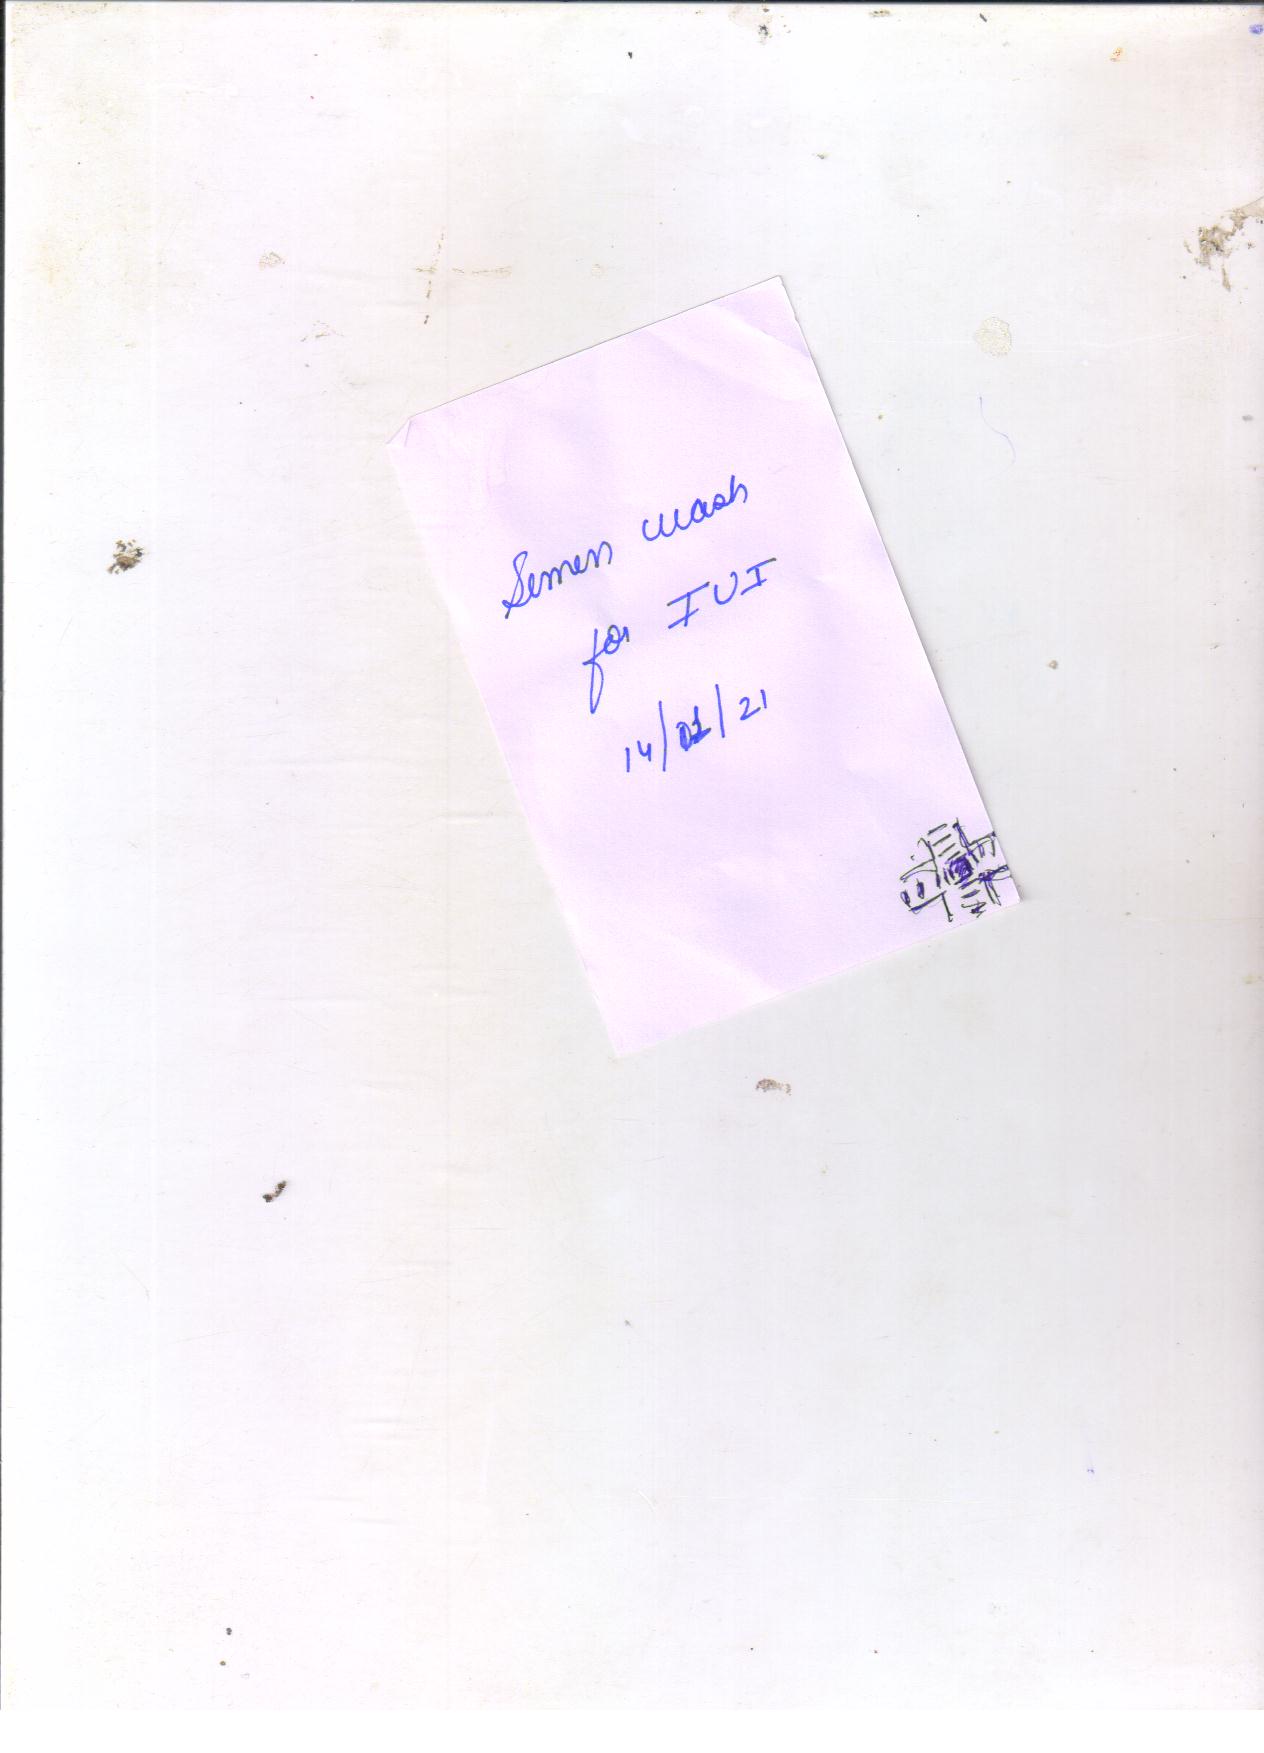 Semen wash
for IUI
14/01/21